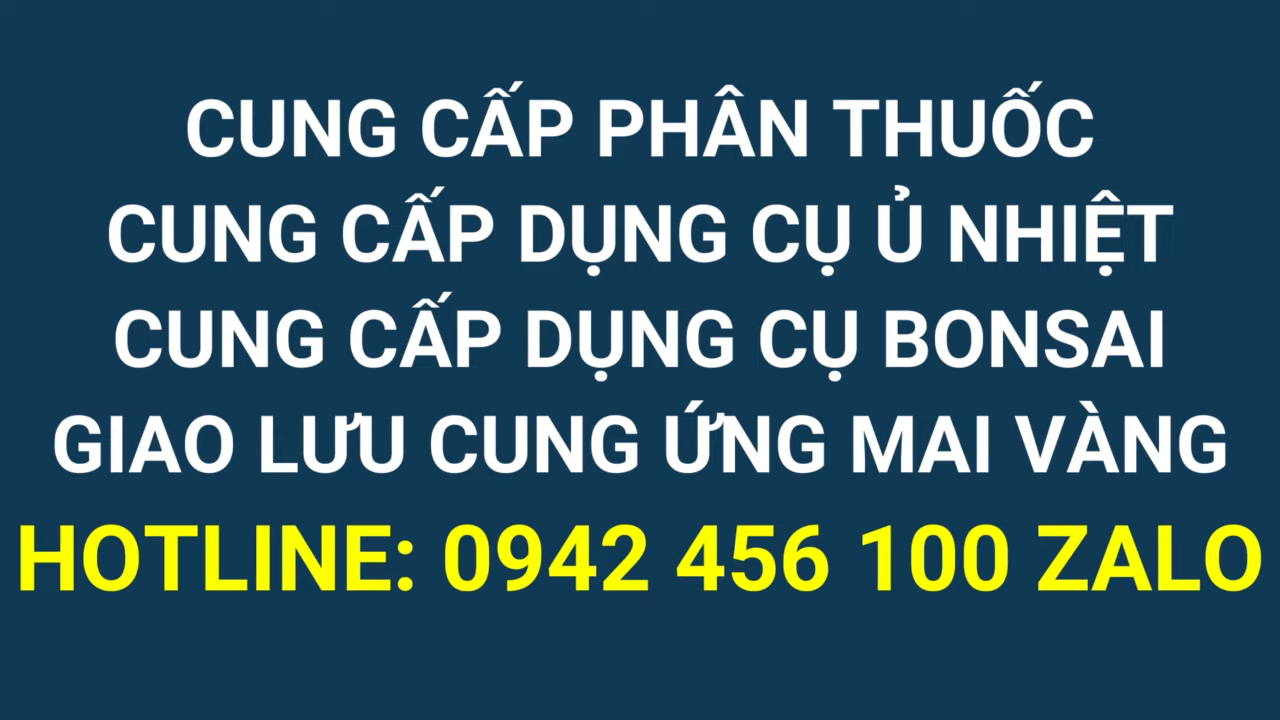 CUNG CẤP PHÂN THUỐC
CUNG CẤP DỤNG CỤ Ủ NHIỆT
CUNG CẤP DỤNG CỤ BONSAI
GIAO LƯU CUNG ỨNG MAI VÀNG
HOTLINE: 0942 456 100 ZALO